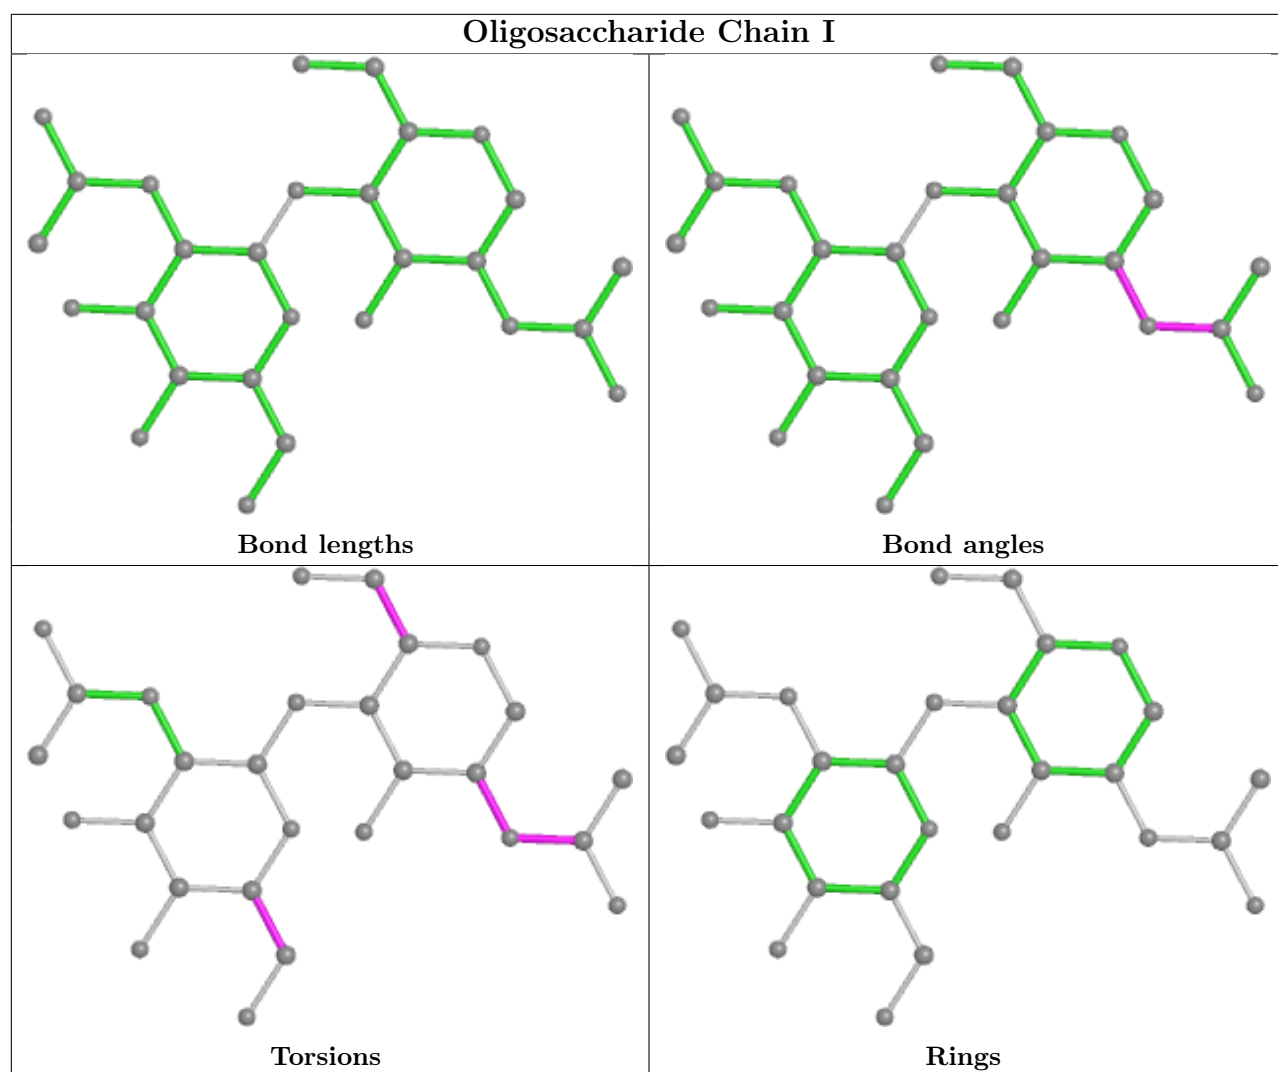 Oligosaccharide Chain I
Bond lengths
Bond angles
Torsions
Rings